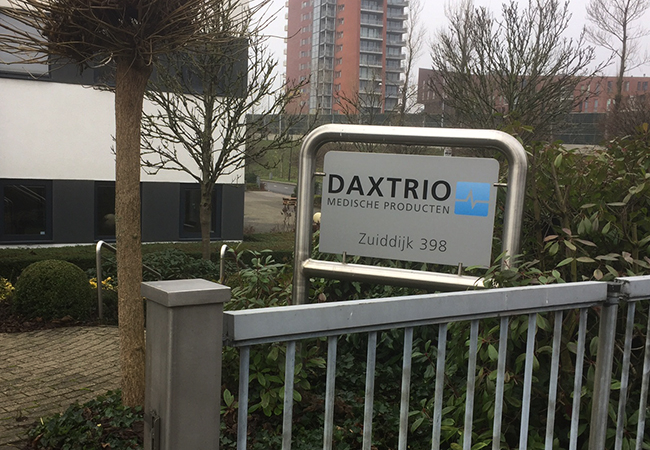 DAXTRIO
MEDISCHE PRODUCTEN
Zuiddijk 398